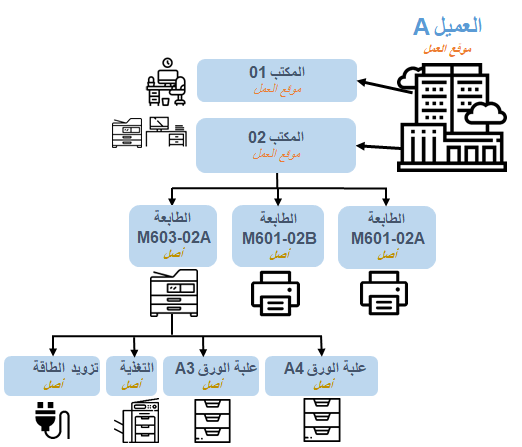 العميل A
موقع العمل
المكتب 01
موقع العمل
المكتب 02
موقع العمل
الطابعة
M601-02A
أصل
الطابعة
M601-02B
أصل
الطابعة
M603-02A
أصل
علبة الورق A4
أصل
علبة الورق A3
أصل
التغذية
أصل
تزويد الطاقة
أصل